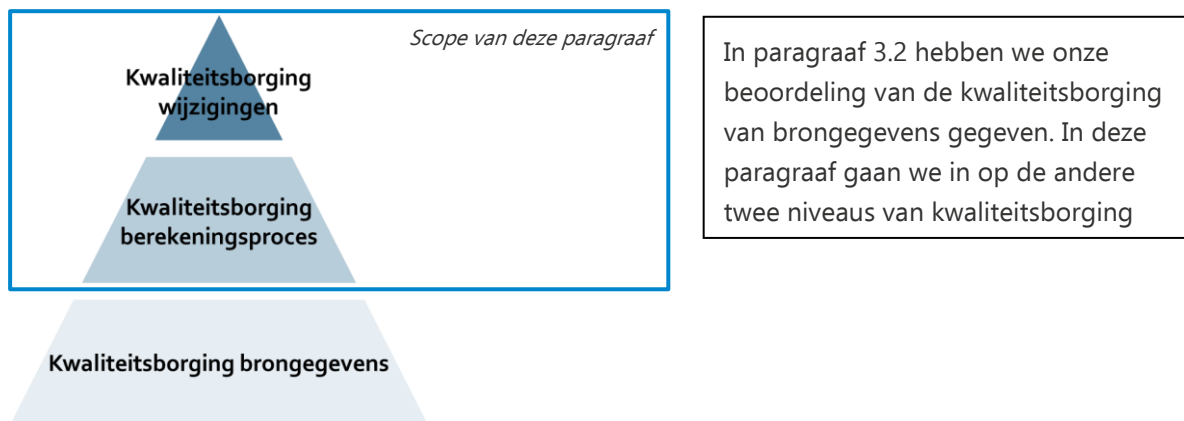 Scope van deze paragraaf
Kwaliteitsborging
wijzigingen
Kwaliteitsborging
berekeningsproces
Kwaliteitsborging brongegevens
In paragraaf 3.2 hebben we onze
beoordeling van de kwaliteitsborging
van brongegevens gegeven. In deze
paragraaf gaan we in op de andere
twee niveaus van kwaliteitsborging